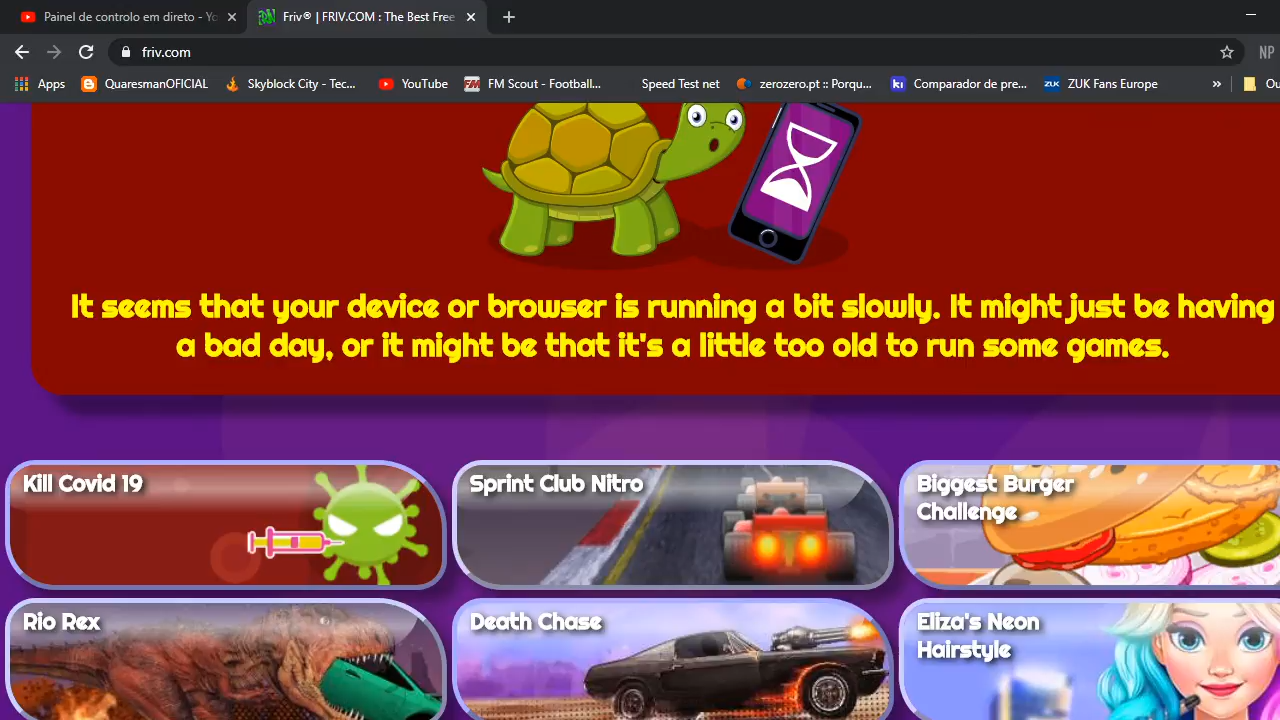 Painel de controlo em direto - Yo
Friv® | FRIV.COM : The Best Free
friv.com
NP
Apps
QuaresmanOFICIAL
Skyblock City - Tec...
YouTube
FM
FM Scout - Football...
Speed Test net
zerozero.pt :: Porqu...
kı
Comparador de pre...
ZUK
ZUK Fans Europe
»
Ou
It seems that your device or browser is running a bit slowly. It might just be having
a bad day, or it might be that it's a little too old to run some games.
Kill Covid 19
Sprint Club Nitro
Biggest Burger
Challenge
Rio Rex
Death Chase
Eliza's Neon
Hairstyle